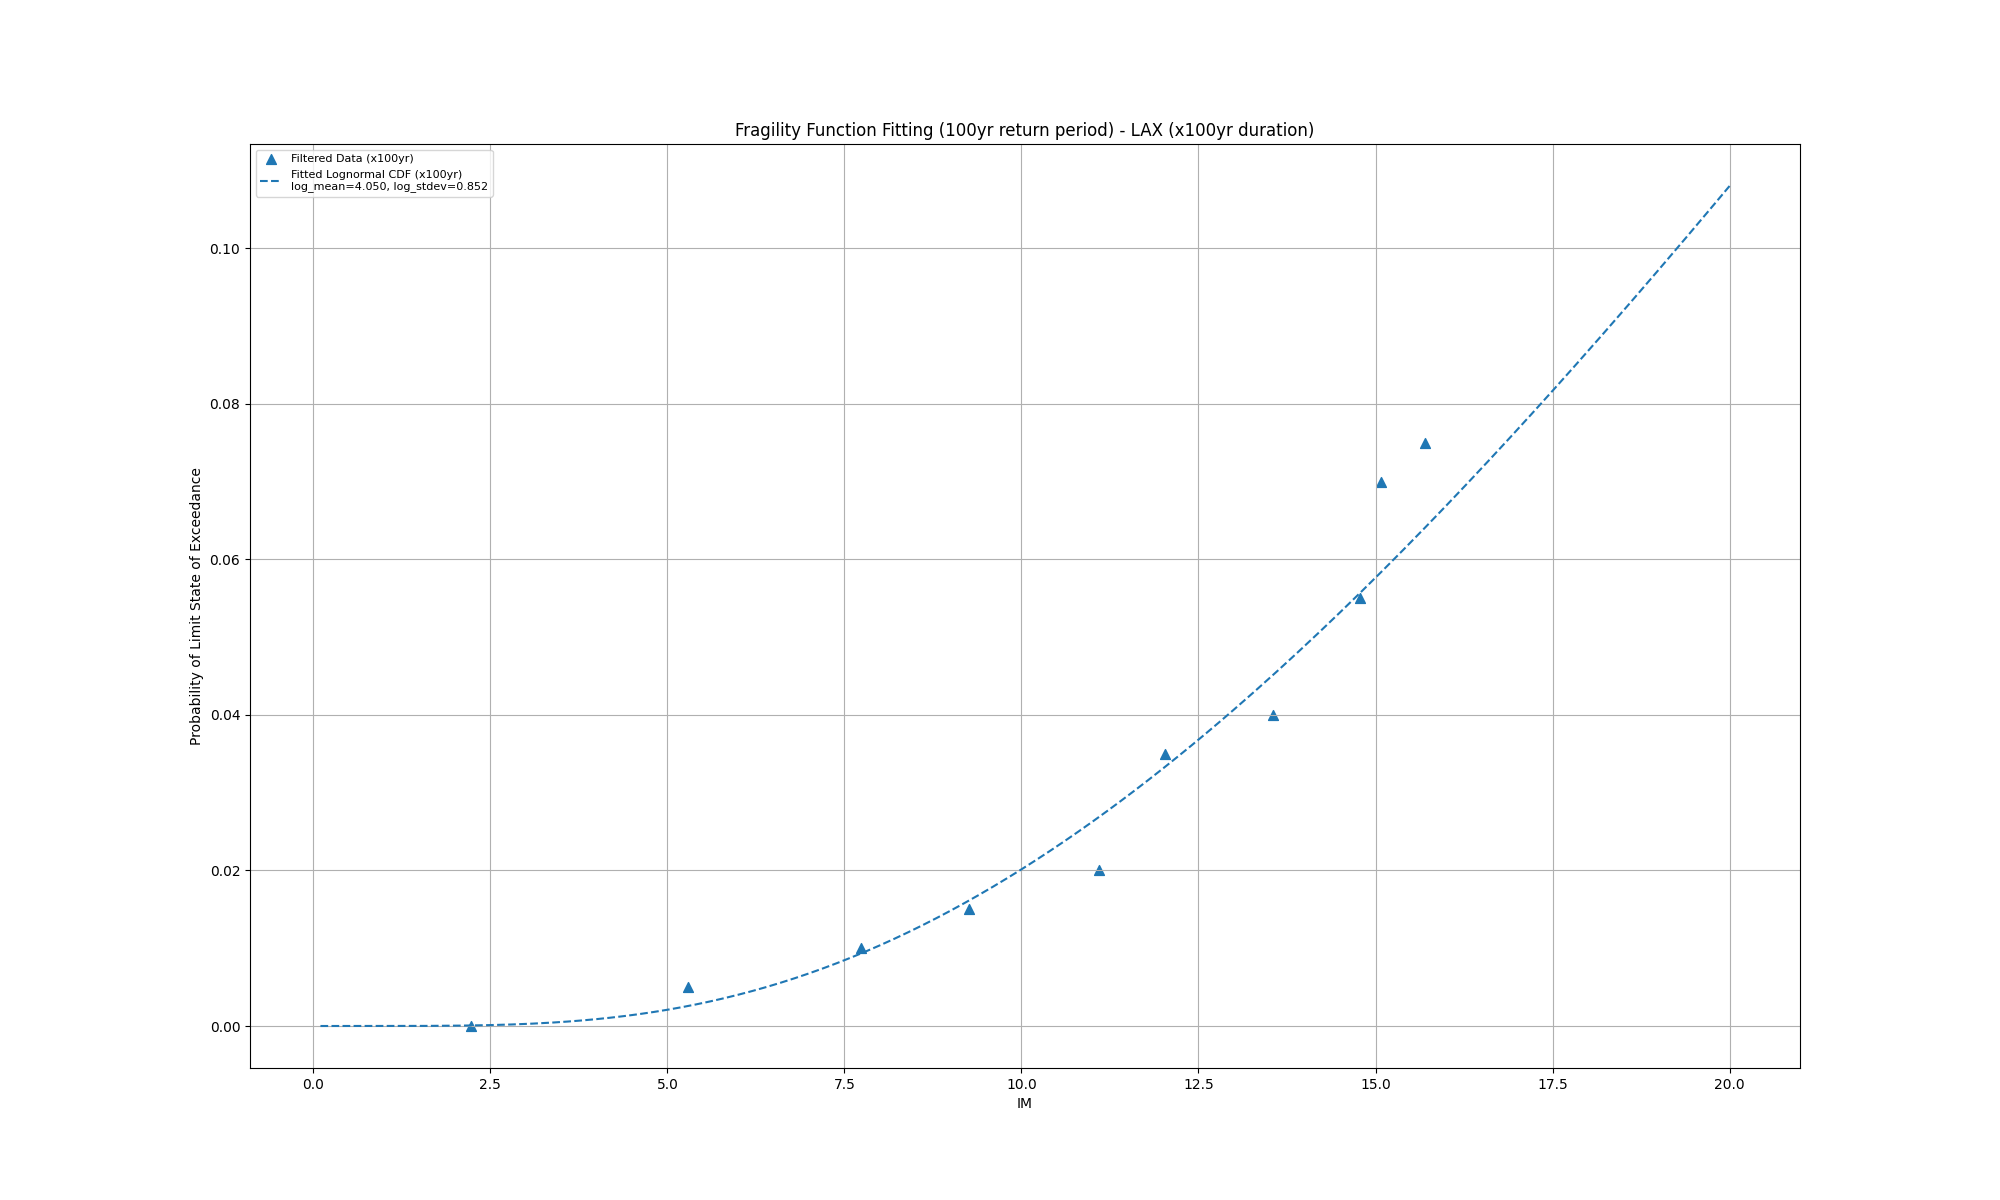 Fragility Function Fitting (100yr return period) - LAX (x100yr duration)
Filtered Data (x100yr)
Fitted Lognormal CDF (x100yr)
log_mean=4.050, log_stdev=0.852
Probability of Limit State of Exceedance
0.10
0.08
0.06
0.04
0.02
0.00
0.0 2.5 5.0 7.5 10.0 12.5 15.0 17.5 20.0
IM